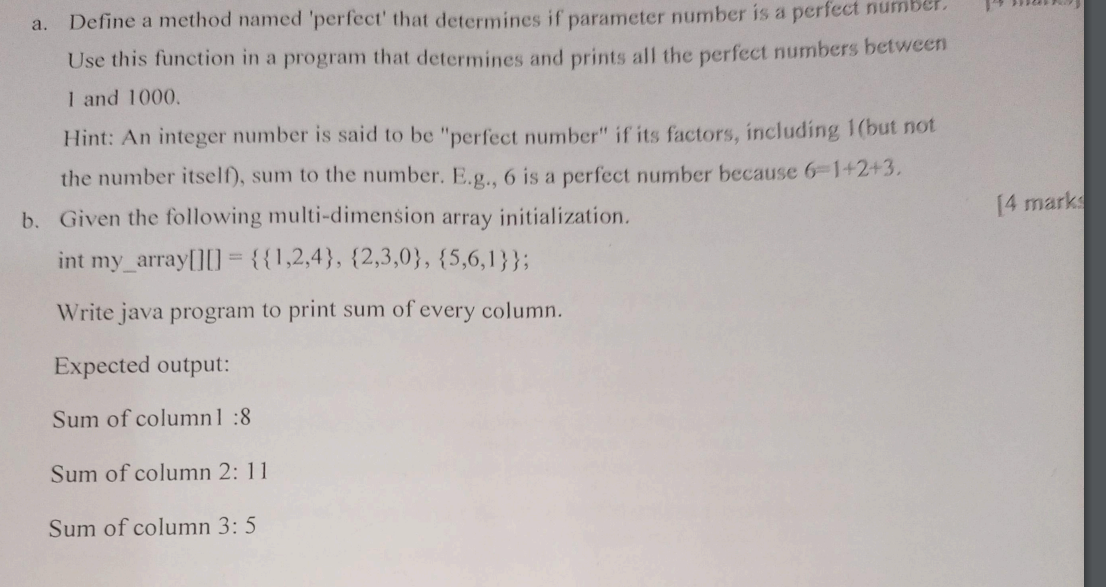 a. Define a method named 'perfect' that determines if parameter number is a perfect number.
Use this function in a program that determines and prints all the perfect numbers between
1 and 1000.
Hint: An integer number is said to be "perfect number" if its factors, including 1(but not
the number itself), sum to the number. E.g., 6 is a perfect number because 6=1+2+3.
[4 marks
b. Given the following multi-dimension array initialization.
int my_array[][] = {{1,2,4}, {2,3,0}, {5,6,1}};
Write java program to print sum of every column.
Expected output:
Sum of column1 :8
Sum of column 2: 11
Sum of column 3: 5